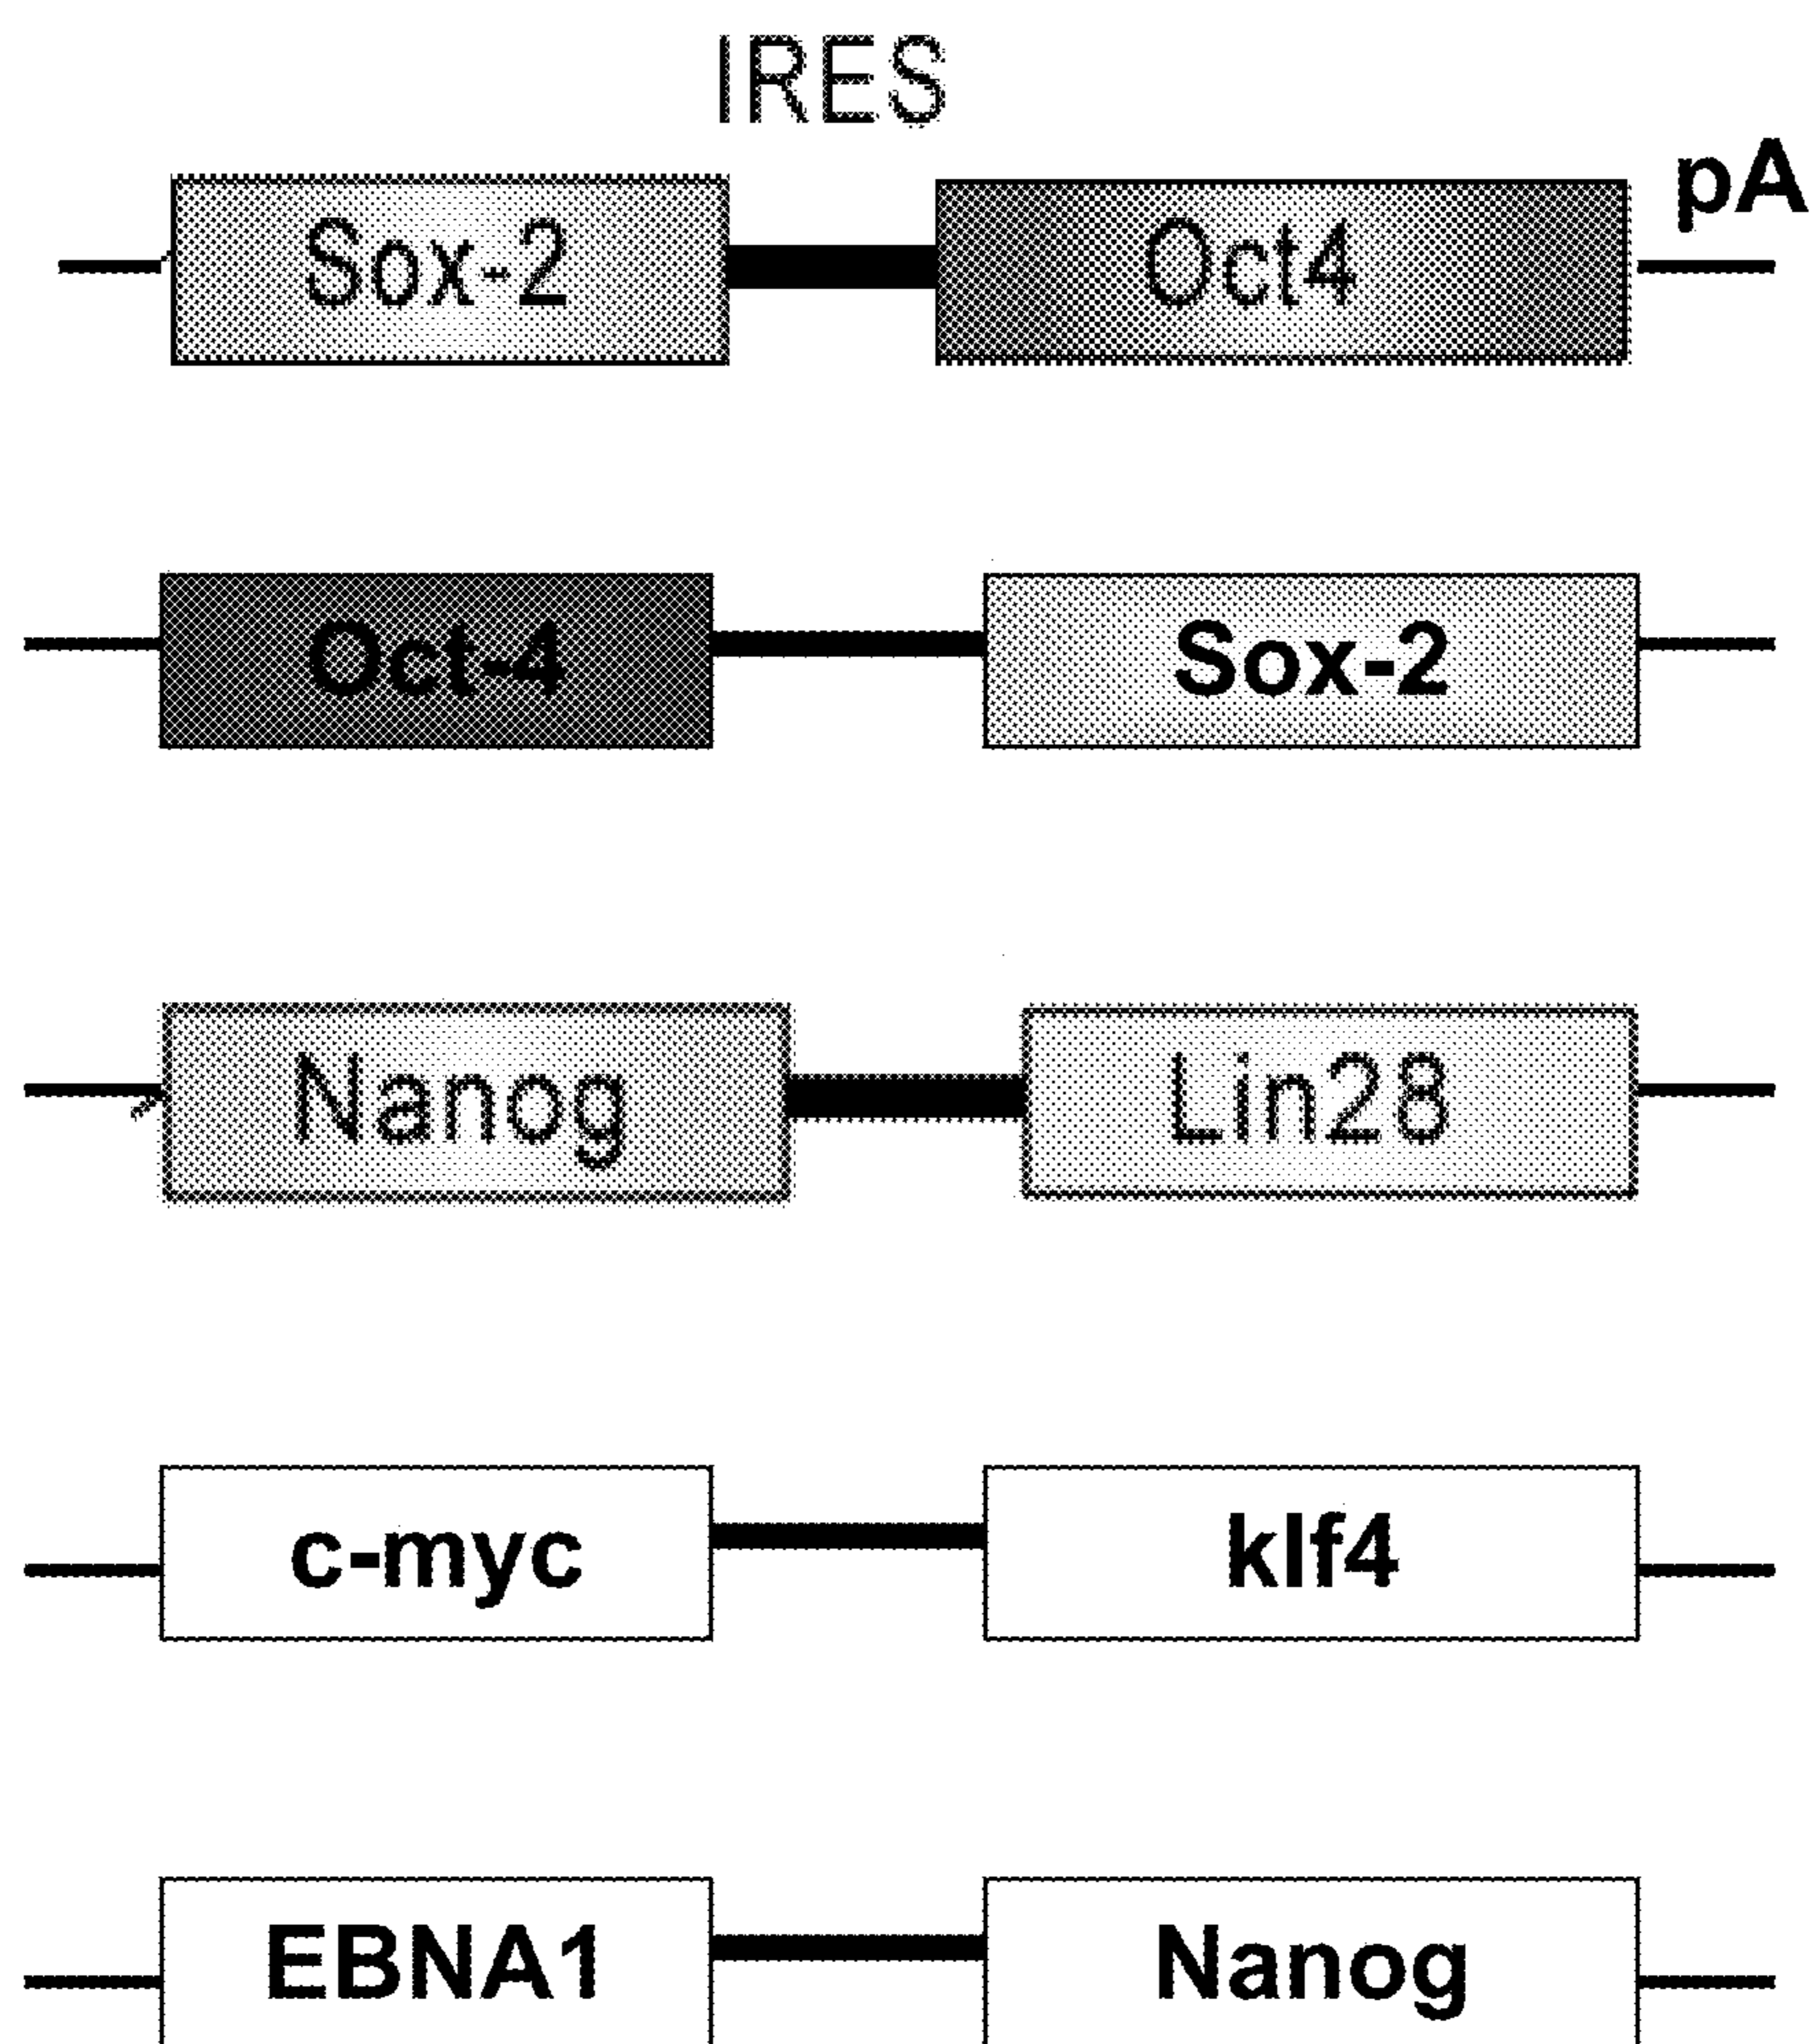 IRES
pA
Sox-2 Oct4
Oct-4 Sox-2
Nanog Lin28
c-myc klf4
EBNA1 Nanog